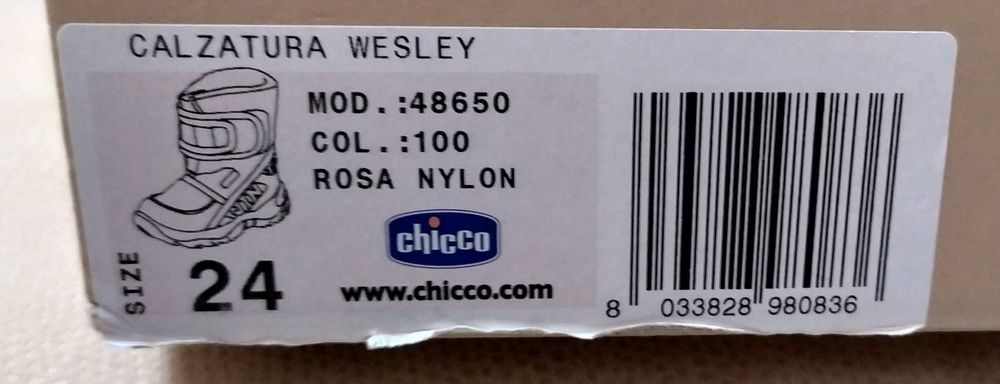 CALZATURA WESLEY
MOD.:48650
COL.:100
ROSA NYLON
chicco
SIZE 24
www.chicco.com
8 033828 980836